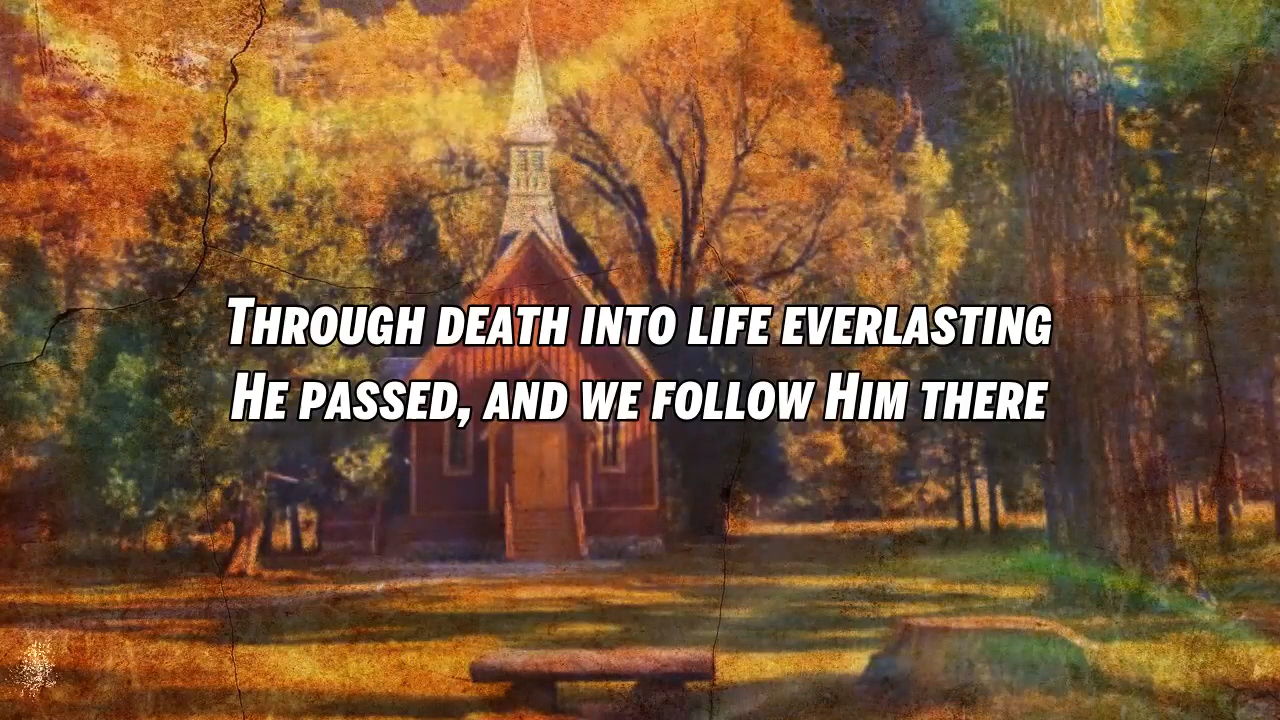 Through death into life everlasting
He passed, and we follow Him there